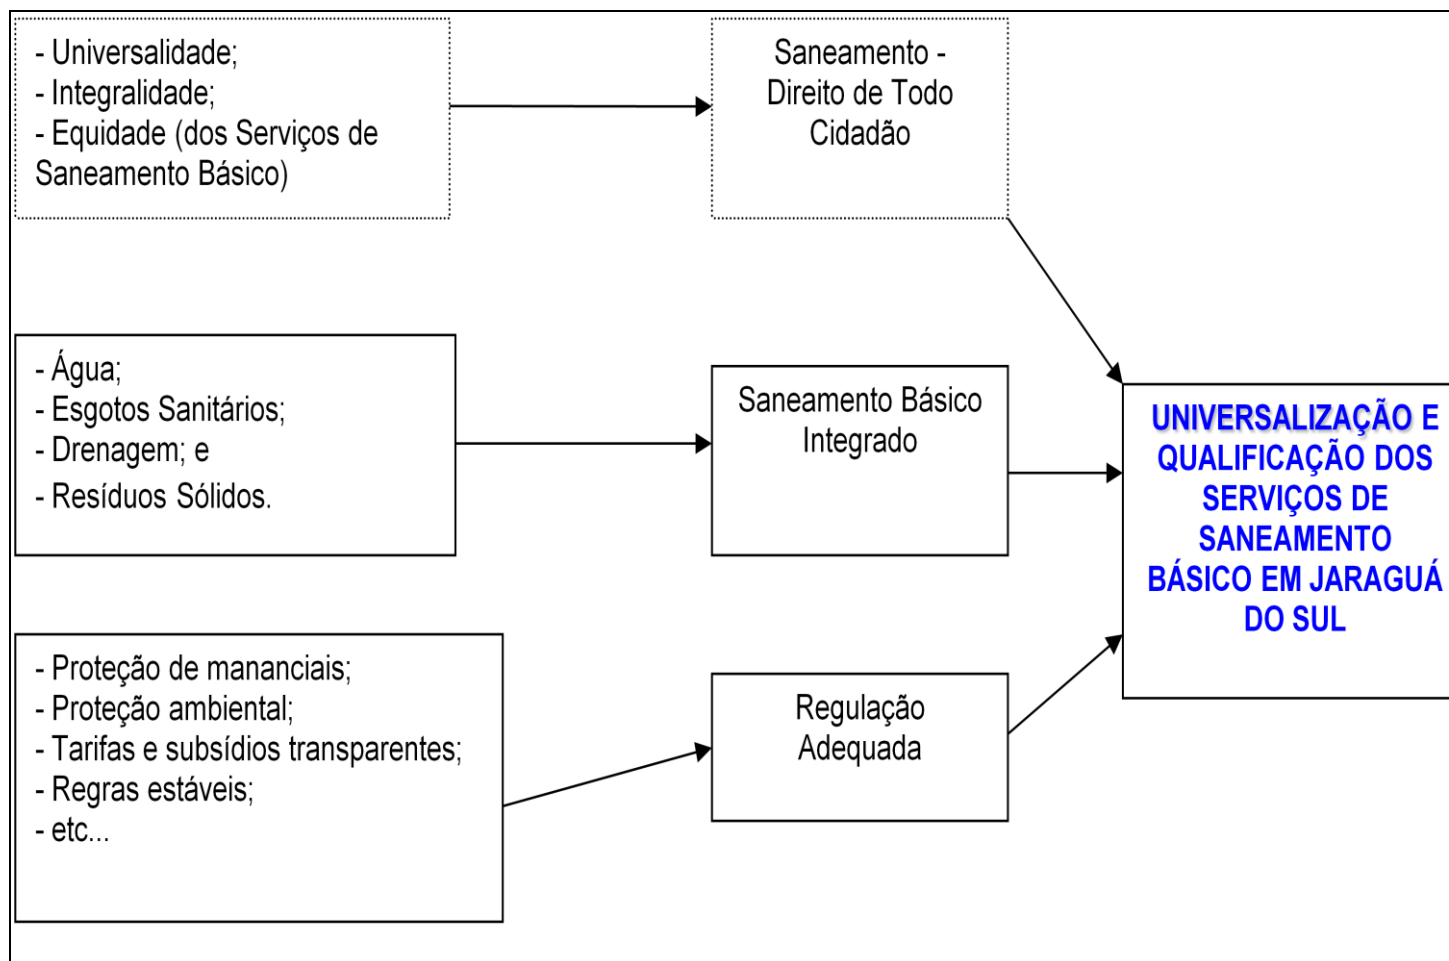 - Universalidade;
- Integralidade;
- Equidade (dos Serviços de
Saneamento Básico)
Saneamento -
Direito de Todo
Cidadão
- Água;
- Esgotos Sanitários;
- Drenagem; e
- Resíduos Sólidos.
Saneamento Básico
Integrado
- Proteção de mananciais;
- Proteção ambiental;
- Tarifas e subsídios transparentes;
- Regras estáveis;
- etc...
Regulação
Adequada
UNIVERSALIZAÇÃO E
QUALIFICAÇÃO DOS
SERVIÇOS DE
SANEAMENTO
BÁSICO EM JARAGUÁ
DO SUL